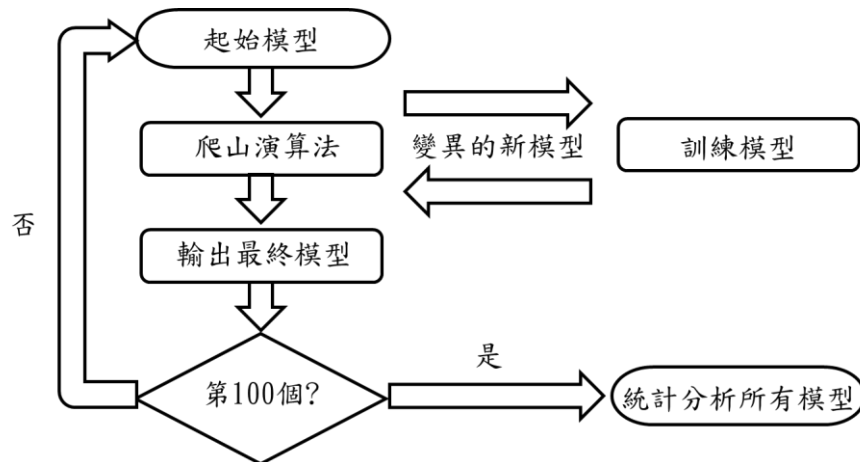 起始模型
爬山演算法
變異的新模型
訓練模型
否
輸出最終模型
是
第100個?
統計分析所有模型